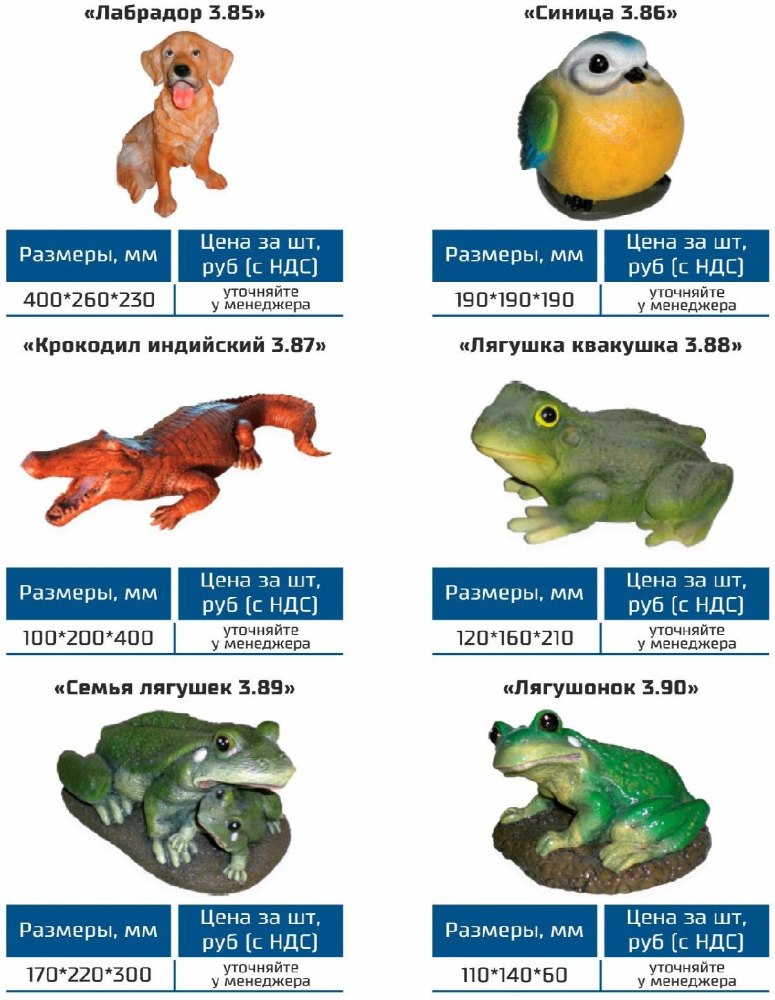 «Лабрадор 3.85»
Размеры, мм
Цена за шт,
руб (с НДС)
400*260*230
уточняйте
у менеджера
«Синица 3.86»
Размеры, мм
Цена за шт,
руб (с НДС)
190*190*190
уточняйте
у менеджера
«Крокодил индийский 3.87»
Размеры, мм
Цена за шт,
руб (с НДС)
100*200*400
уточняйте
у менеджера
«Лягушка квакушка 3.88»
Размеры, мм
Цена за шт,
руб (с НДС)
120*160*210
уточняйте
у менеджера
«Семья лягушек 3.89»
Размеры, мм
Цена за шт,
руб (с НДС)
170*220*300
уточняйте
у менеджера
«Лягушонок 3.90»
Размеры, мм
Цена за шт,
руб (с НДС)
110*140*60
уточняйте
у менеджера